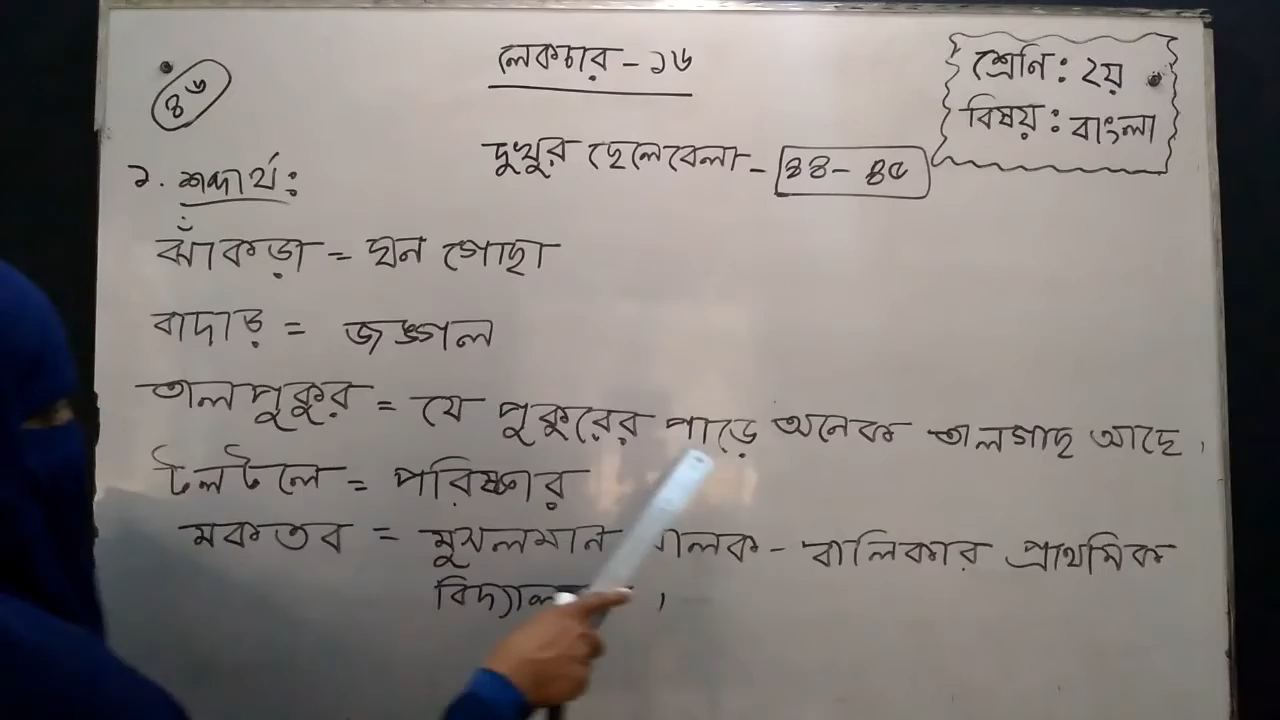 লেকচার - ১৬
৪৬
শ্রেণি : ২য়
বিষয় : বাংলা
দুখুর ছেলেবেলা - ৪৪ - ৪৫
১. শব্দার্থ :
ঝাঁকড়া = ঘন গোছা
বাদাড় = জঙ্গল
তালপুকুর = যে পুকুরের পাড়ে অনেক তালগাছ আছে।
টলটলে = পরিষ্কার
মকতব = মুসলমান - বালিকার প্রাথমিক